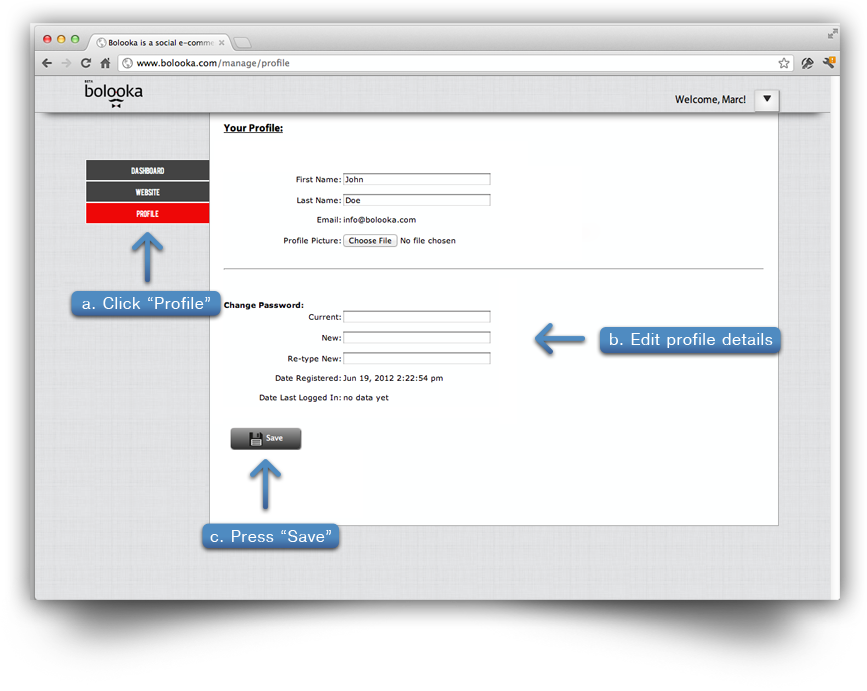 Bolooka is a social e-comme
www.bolooka.com/manage/profile
BETA
bolooka
Welcome, Marc!
Your Profile:
DASHBOARD
WEBSITE
PROFILE
First Name: John
Last Name: Doe
Email: info@bolooka.com
Profile Picture: Choose File No file chosen
a. Click “Profile”
Change Password:
Current:
New:
b. Edit profile details
Re-type New:
Date Registered: Jun 19, 2012 2:22:54 pm
Date Last Logged In: no data yet
Save
c. Press “Save”